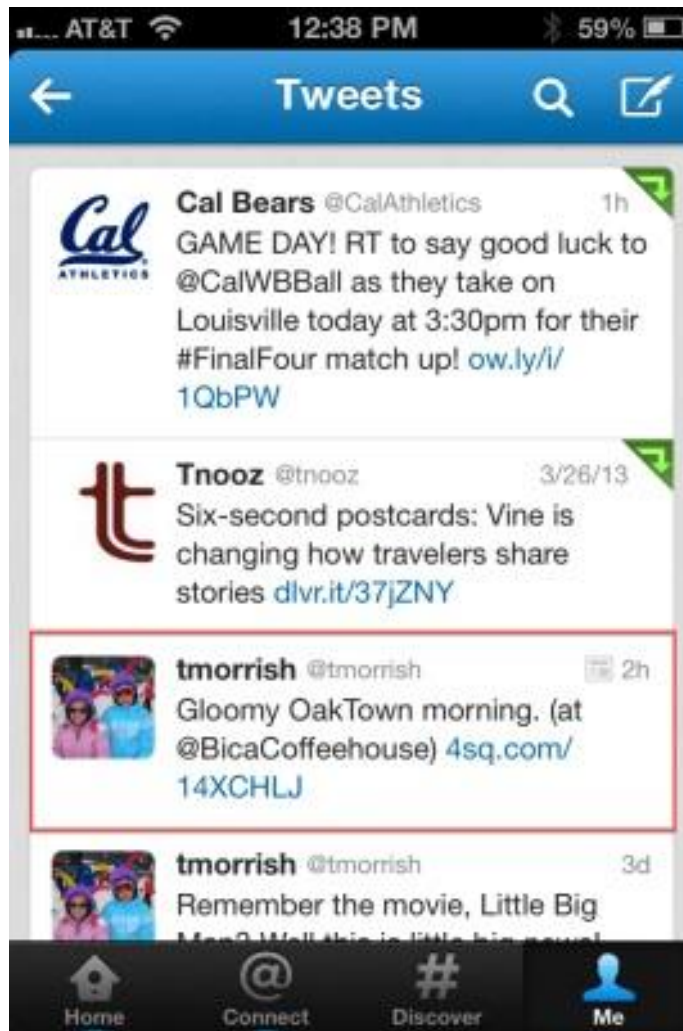 AT&T 12:38 PM 59%
Tweets
Cal Bears @CalAthletics 1h
Cal
ATHLETICS
GAME DAY! RT to say good luck to
@CalWBBall as they take on
Louisville today at 3:30pm for their
#FinalFour match up! ow.ly/i/
1QbPW
Tnooz @tnooz 3/26/13
t
Six-second postcards: Vine is
changing how travelers share
stories dlvr.it/37jZNY
tmorrish @tmorrish 2h
Gloomy OakTown morning. (at
@BicaCoffeehouse) 4sq.com/
14XCHLJ
tmorrish @tmorrish 3d
Remember the movie, Little Big
Home Connect Discover Me